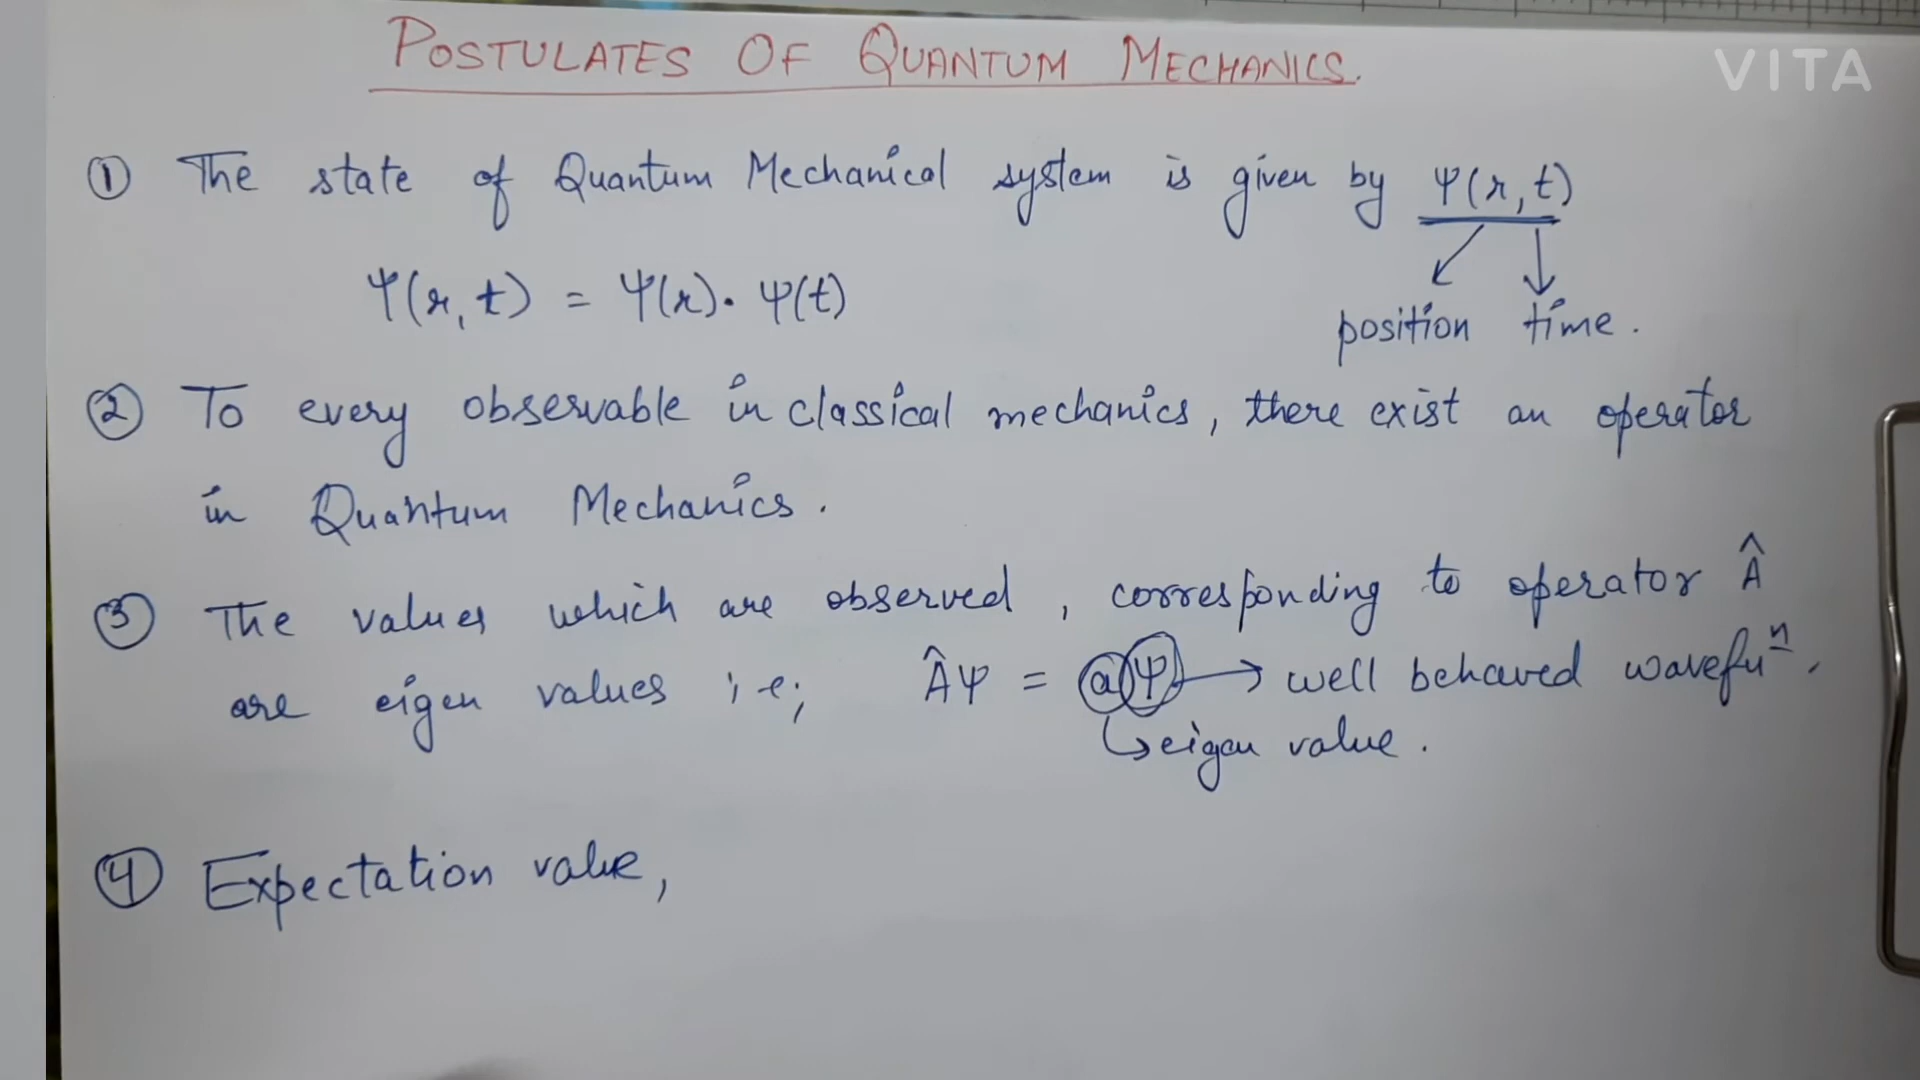 POSTULATES OF QUANTUM MECHANICS.
VITA
① The state of Quantum Mechanical system is given by Ψ(r,t)
Ψ(r,t) = Ψ(r). Ψ(t)
position time.
② To every observable in classical mechanics, there exist an operator
in Quantum Mechanics.
③ The values which are observed, corresponding to operator Â
are eigen values i.e; Âψ = aψ → well behaved wavefuⁿ.
↳ eigen value.
④ Expectation value,